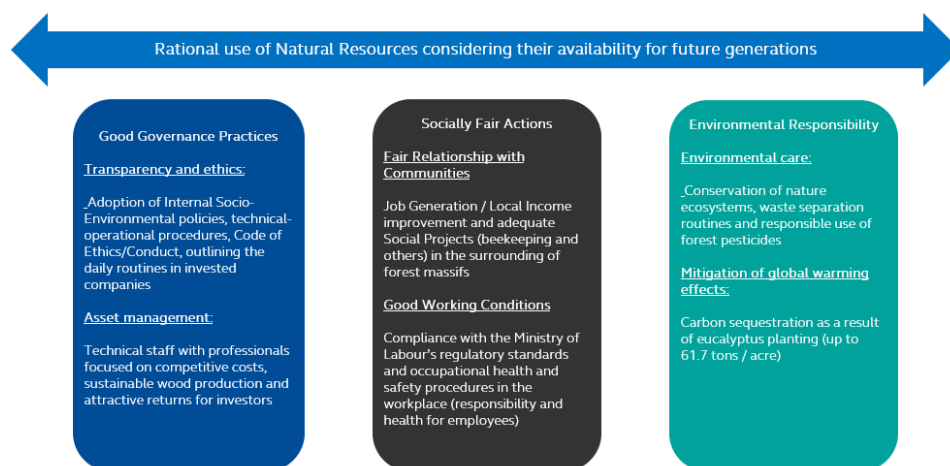 Rational use of Natural Resources considering their availability for future generations
Good Governance Practices
Transparency and ethics:
Adoption of Internal Socio-
Environmental policies, technical-
operational procedures, Code of
Ethics/Conduct, outlining the
daily routines in invested
companies
Asset management:
Technical staff with professionals
focused on competitive costs,
sustainable wood production and
attractive returns for investors
Socially Fair Actions
Fair Relationship with
Communities
Job Generation / Local Income
improvement and adequate
Social Projects (beekeeping and
others) in the surrounding of
forest massifs
Good Working Conditions
Compliance with the Ministry of
Labour's regulatory standards
and occupational health and
safety procedures in the
workplace (responsibility and
health for employees)
Environmental Responsibility
Environmental care:
Conservation of nature
ecosystems, waste separation
routines and responsible use of
forest pesticides
Mitigation of global warming
effects:
Carbon sequestration as a result
of eucalyptus planting (up to
61.7 tons / acre)